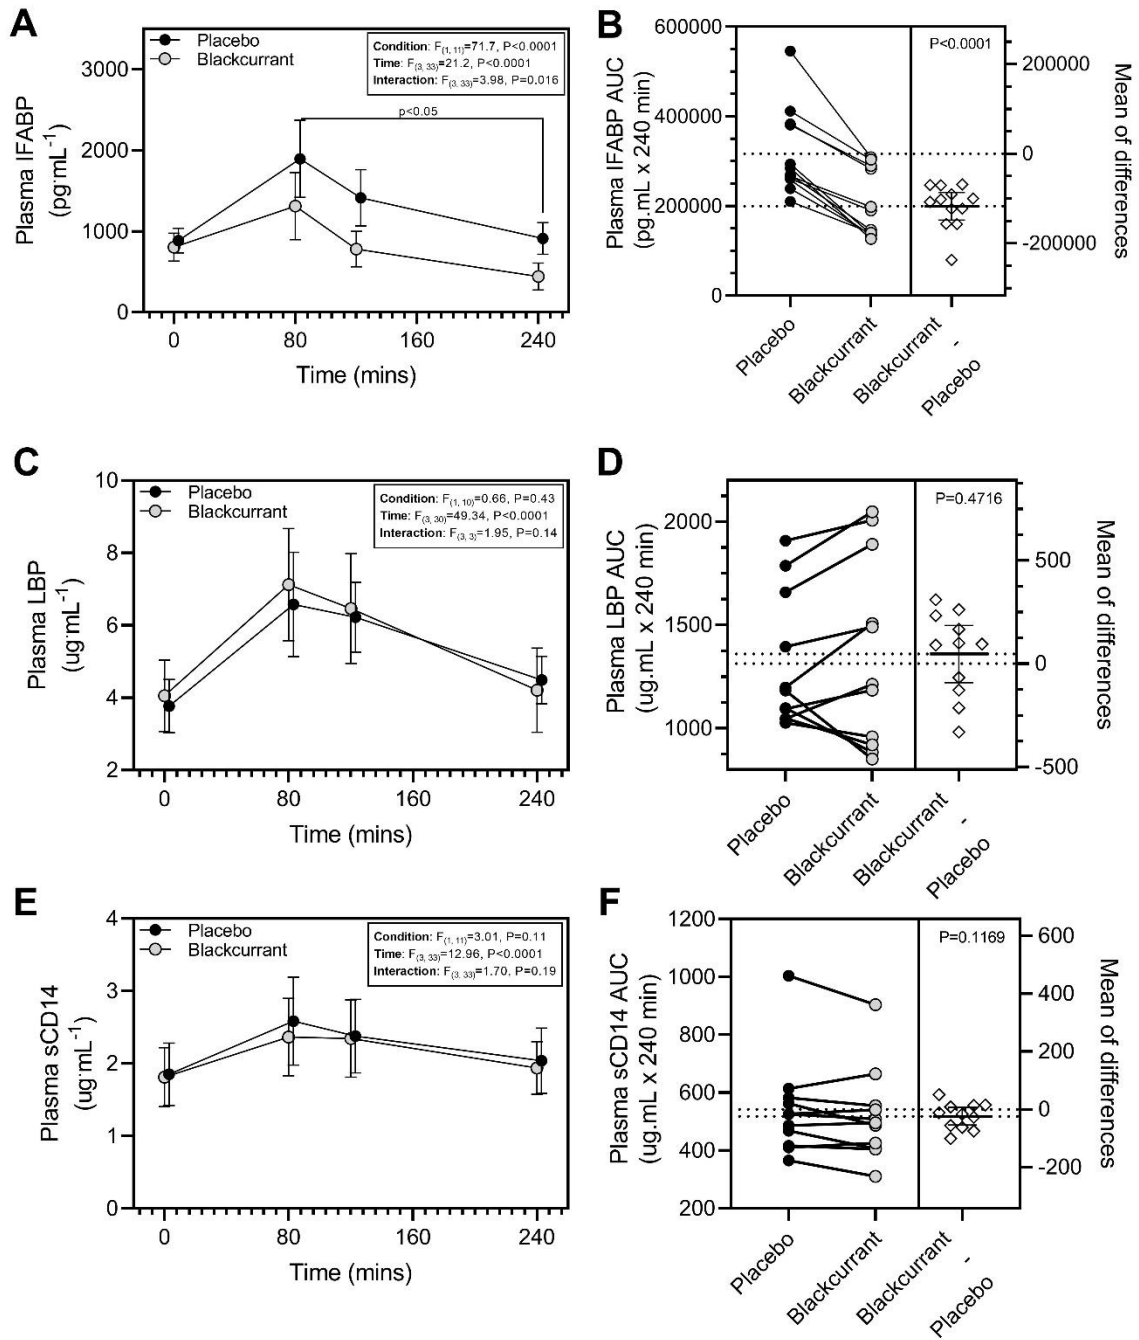 A
Placebo
Blackcurrant
Condition: F(1, 11)=71.7, P<0.0001
Time: F(3, 33)=21.2, P<0.0001
Interaction: F(3, 33)=3.98, P=0.016
p<0.05
3000
2000
1000
0
Plasma IFABP
(pg·mL-1)
0 80 160 240
Time (mins)
B
P<0.0001
600000
400000
200000
0
Plasma IFABP AUC
(pg.mL x 240 min)
200000
0
-200000
Mean of differences
Placebo
Blackcurrant
Blackcurrant
-
Placebo
C
Placebo
Blackcurrant
Condition: F(1, 10)=0.66, P=0.43
Time: F(3, 30)=49.34, P<0.0001
Interaction: F(3, 3)=1.95, P=0.14
10
8
6
4
2
Plasma LBP
(ug·mL-1)
0 80 160 240
Time (mins)
D
P=0.4716
2000
1500
1000
Plasma LBP AUC
(ug.mL x 240 min)
500
0
-500
Mean of differences
Placebo
Blackcurrant
Blackcurrant
-
Placebo
E
Placebo
Blackcurrant
Condition: F(1, 11)=3.01, P=0.11
Time: F(3, 33)=12.96, P<0.0001
Interaction: F(3, 33)=1.70, P=0.19
4
3
2
1
0
Plasma sCD14
(ug·mL-1)
0 80 160 240
Time (mins)
F
P=0.1169
1200
1000
800
600
400
200
Plasma sCD14 AUC
(ug.mL x 240 min)
600
400
200
0
-200
Mean of differences
Placebo
Blackcurrant
Blackcurrant
-
Placebo